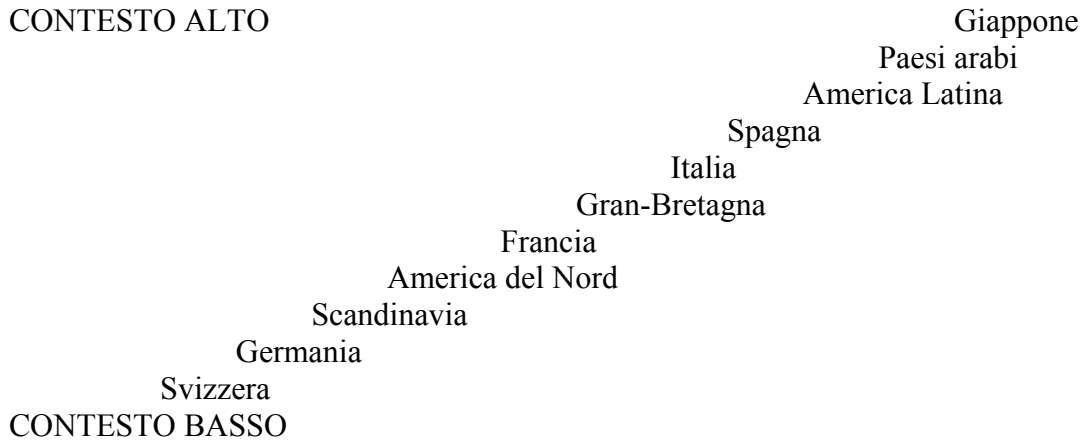 CONTESTO ALTO Giappone
Paesi arabi
America Latina
Spagna
Italia
Gran-Bretagna
Francia
America del Nord
Scandinavia
Germania
Svizzera
CONTESTO BASSO